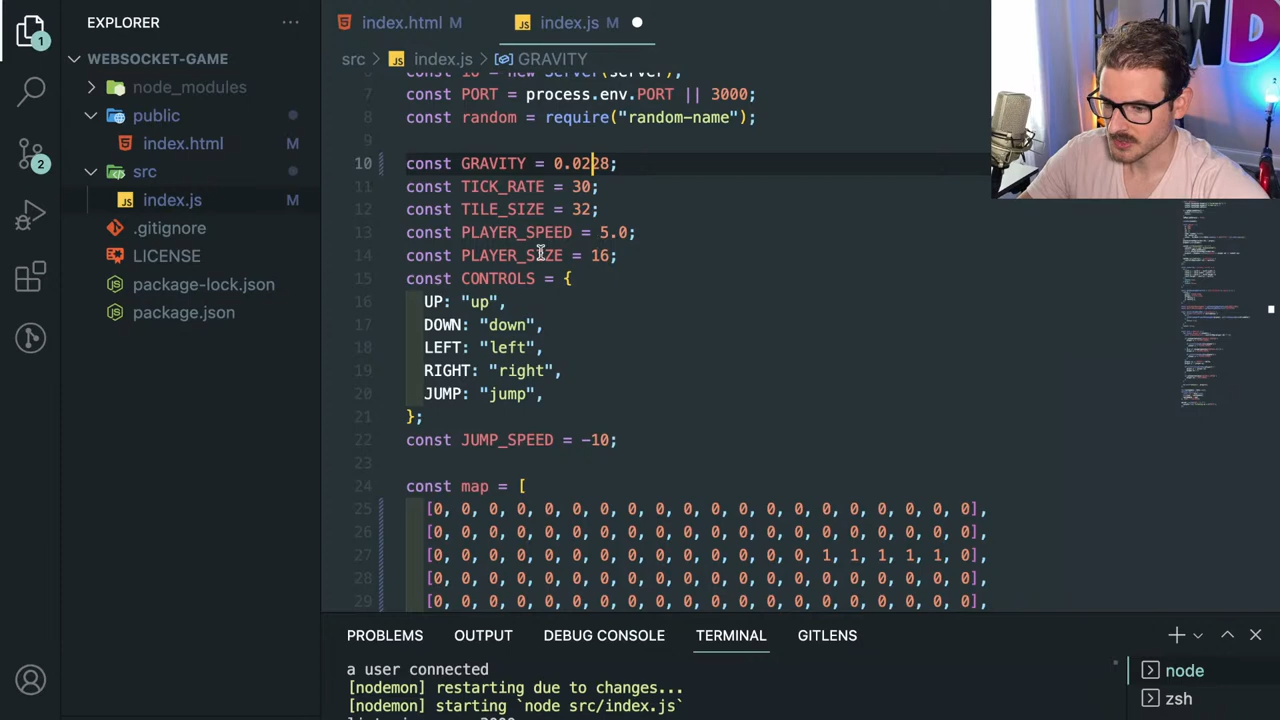 EXPLORER
WEBSOCKET-GAME
node_modules
public
index.html M
src
index.js M
.gitignore
LICENSE
package-lock.json
package.json
1
2
index.html M
JS index.js M
src > JS index.js > GRAVITY
7 const PORT = process.env.PORT || 3000;
8 const random = require("random-name");
9
10 const GRAVITY = 0.0228;
11 const TICK_RATE = 30;
12 const TILE_SIZE = 32;
13 const PLAYER_SPEED = 5.0;
14 const PLAYER_SIZE = 16;
15 const CONTROLS = {
16 UP: "up",
17 DOWN: "down",
18 LEFT: "left",
19 RIGHT: "right",
20 JUMP: "jump",
21 };
22 const JUMP_SPEED = -10;
23
24 const map = [
25 [0, 0, 0, 0, 0, 0, 0, 0, 0, 0, 0, 0, 0, 0, 0, 0, 0, 0, 0, 0],
26 [0, 0, 0, 0, 0, 0, 0, 0, 0, 0, 0, 0, 0, 0, 0, 0, 0, 0, 0, 0],
27 [0, 0, 0, 0, 0, 0, 0, 0, 0, 0, 0, 0, 0, 0, 1, 1, 1, 1, 1, 0],
28 [0, 0, 0, 0, 0, 0, 0, 0, 0, 0, 0, 0, 0, 0, 0, 0, 0, 0, 0, 0],
29 [0, 0, 0, 0, 0, 0, 0, 0, 0, 0, 0, 0, 0, 0, 0, 0, 0, 0, 0, 0],
PROBLEMS OUTPUT DEBUG CONSOLE TERMINAL GITLENS
a user connected
[nodemon] restarting due to changes...
[nodemon] starting `node src/index.js`
node
zsh